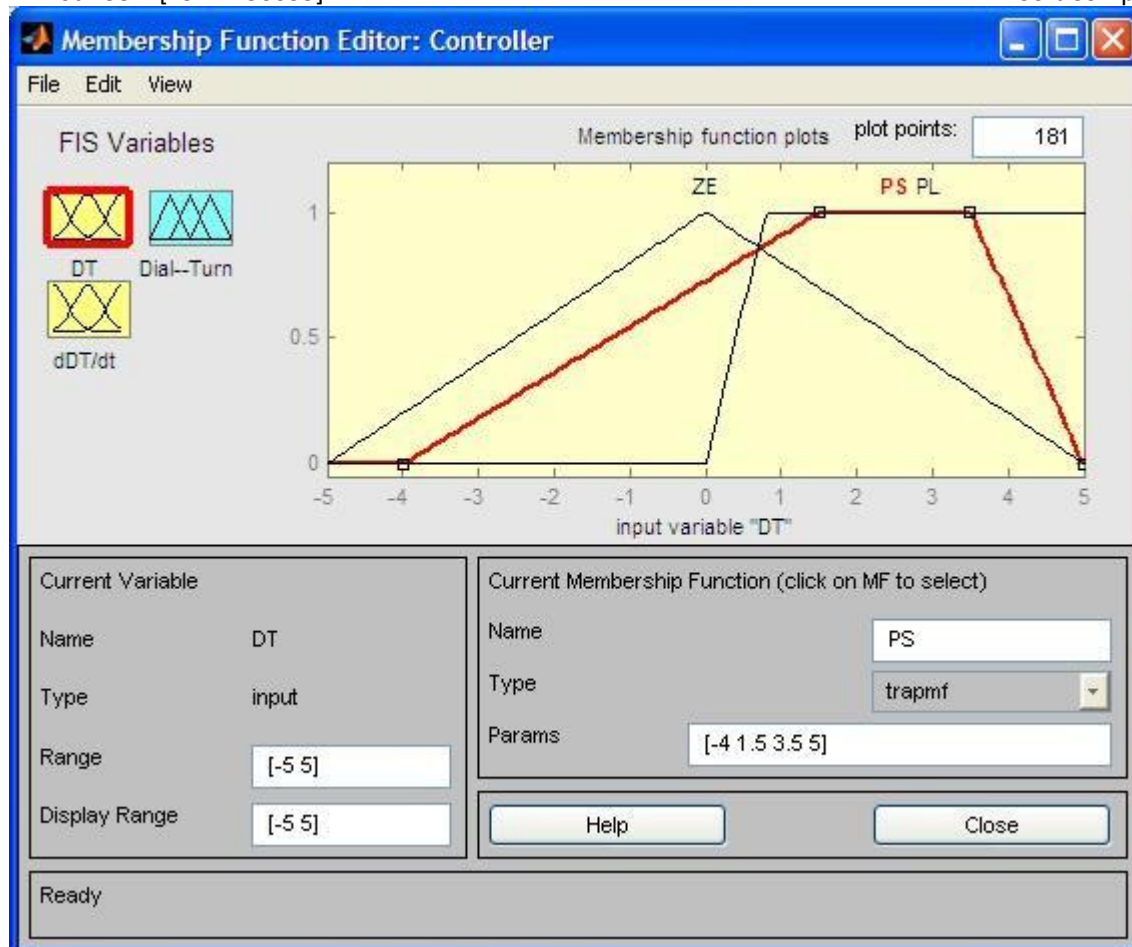 Membership Function Editor: Controller
File Edit View
FIS Variables
DT
Dial--Turn
dDT/dt
Membership function plots
plot points:
181
ZE
PS
PL
1
0.5
0
-5 -4 -3 -2 -1 0 1 2 3 4 5
input variable "DT"
Current Variable
Name DT
Type input
Range [-5 5]
Display Range [-5 5]
Current Membership Function (click on MF to select)
Name PS
Type trapmf
Params [-4 1.5 3.5 5]
Help
Close
Ready